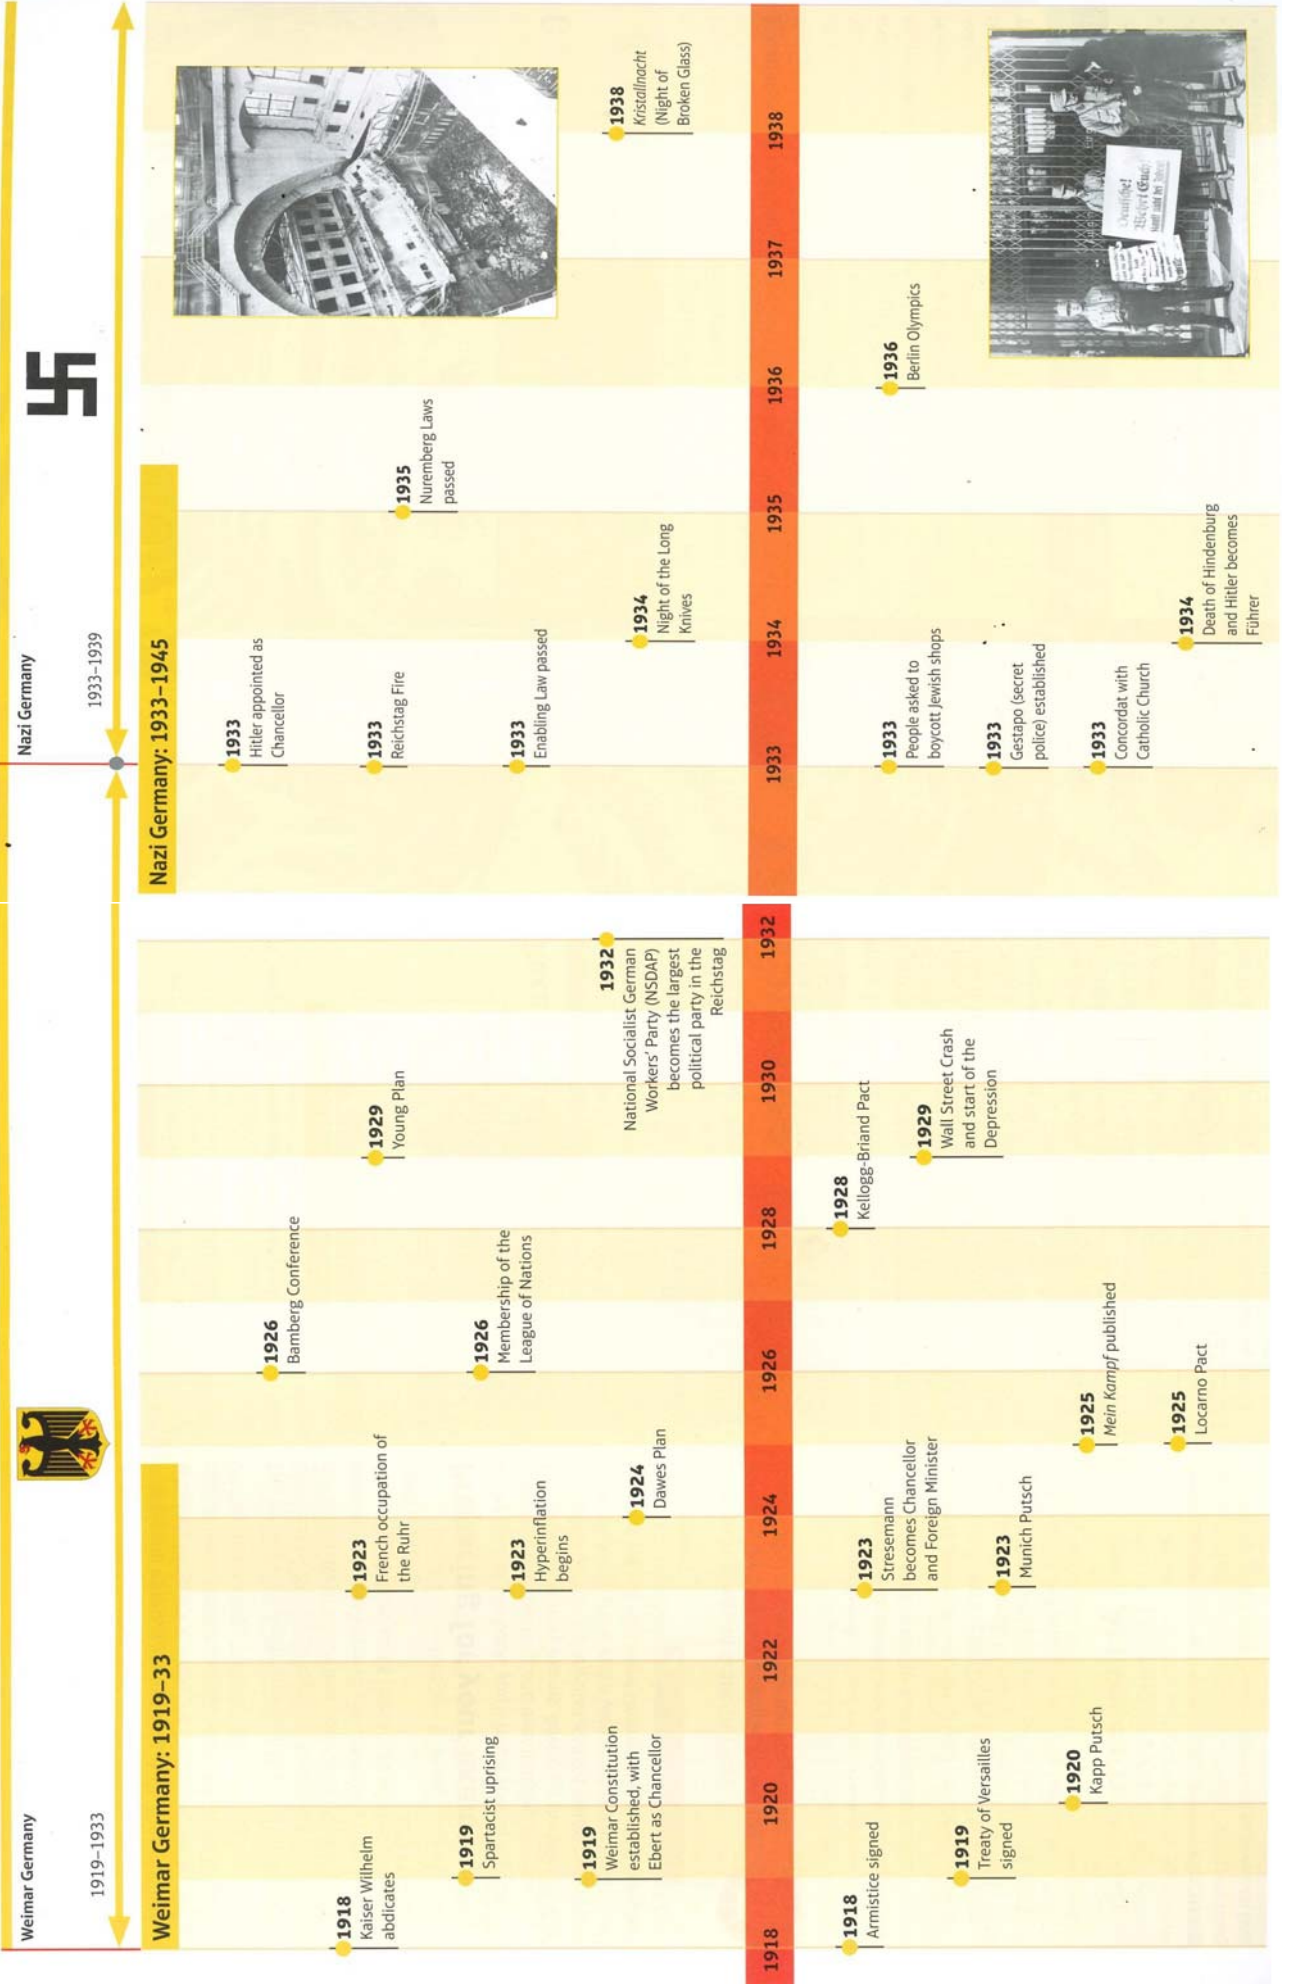 Weimar Germany
1919–1933
Weimar Germany: 1919–33
1918
Kaiser Wilhelm
abdicates
1919
Spartacist uprising
1919
Weimar Constitution
established, with
Ebert as Chancellor
1923
French occupation of
the Ruhr
1923
Hyperinflation
begins
1924
Dawes Plan
1926
Bamberg Conference
1926
Membership of the
League of Nations
1929
Young Plan
1932
National Socialist German
Workers' Party (NSDAP)
becomes the largest
political party in the
Reichstag
1918
1920
1922
1924
1926
1928
1930
1932
1918
Armistice signed
1919
Treaty of Versailles
signed
1920
Kapp Putsch
1923
Stresemann
becomes Chancellor
and Foreign Minister
1923
Munich Putsch
1925
Mein Kampf published
1925
Locarno Pact
1928
Kellogg-Briand Pact
1929
Wall Street Crash
and start of the
Depression
Nazi Germany
1933–1939
Nazi Germany: 1933–1945
1933
Hitler appointed as
Chancellor
1933
Reichstag Fire
1933
Enabling Law passed
1934
Night of the Long
Knives
1935
Nuremberg Laws
passed
1938
Kristallnacht
(Night of
Broken Glass)
1933
1934
1935
1936
1937
1938
1933
People asked to
boycott Jewish shops
1933
Gestapo (secret
police) established
1933
Concordat with
Catholic Church
1934
Death of Hindenburg
and Hitler becomes
Führer
1936
Berlin Olympics
Deutsche!